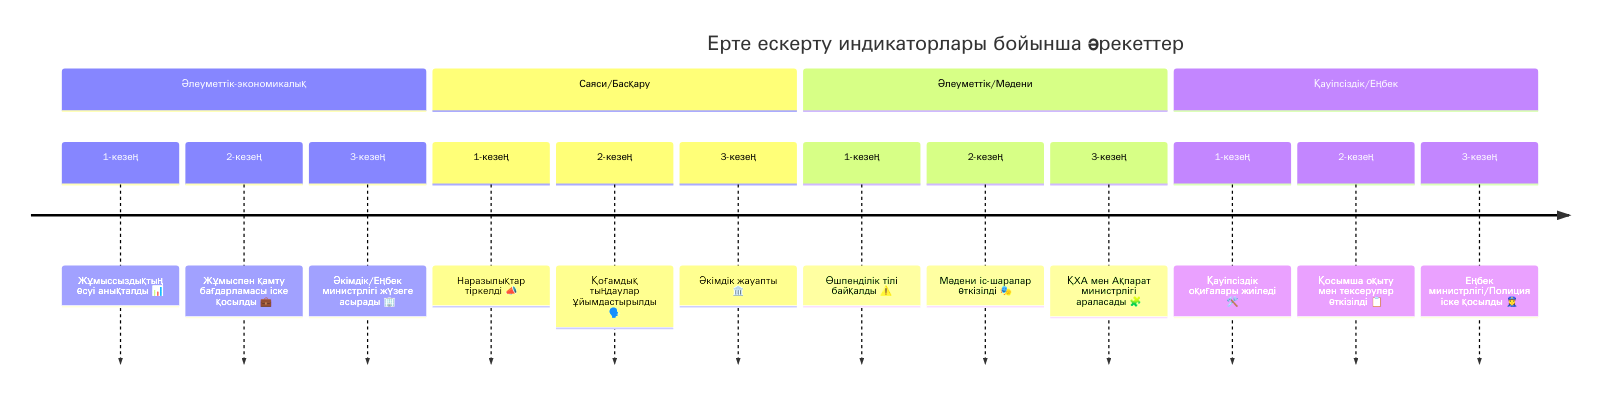 Ерте ескерту индикаторлары бойынша әрекеттер
Әлеуметтік-экономикалық
Саяси/Басқару
Әлеуметтік/Мәдени
Қауіпсіздік/Еңбек
1-кезең
2-кезең
3-кезең
1-кезең
2-кезең
3-кезең
1-кезең
2-кезең
3-кезең
1-кезең
2-кезең
3-кезең
Жұмыссыздықтың
өсуі анықталды 📊
Жұмыспен қамту
бағдарламасы іске
қосылды 💼
Әкімдік/Еңбек
министрлігі жүзеге
асырады 🏢
Наразылықтар
тіркелді 📣
Қоғамдық
тыңдаулар
ұйымдастырылды
🗣️
Әкімдік жауапты
🏛️
Өшпенділік тілі
байқалды ⚠️
Мәдени іс-шаралар
өткізілді 🎭
ҚХА мен Ақпарат
министрлігі
араласады 🧩
Қауіпсіздік
оқиғалары жиіледі
🛠️
Қосымша оқыту
мен тексерулер
өткізілді 📋
Еңбек
министрлігі/Полиция
іске қосылды 👮